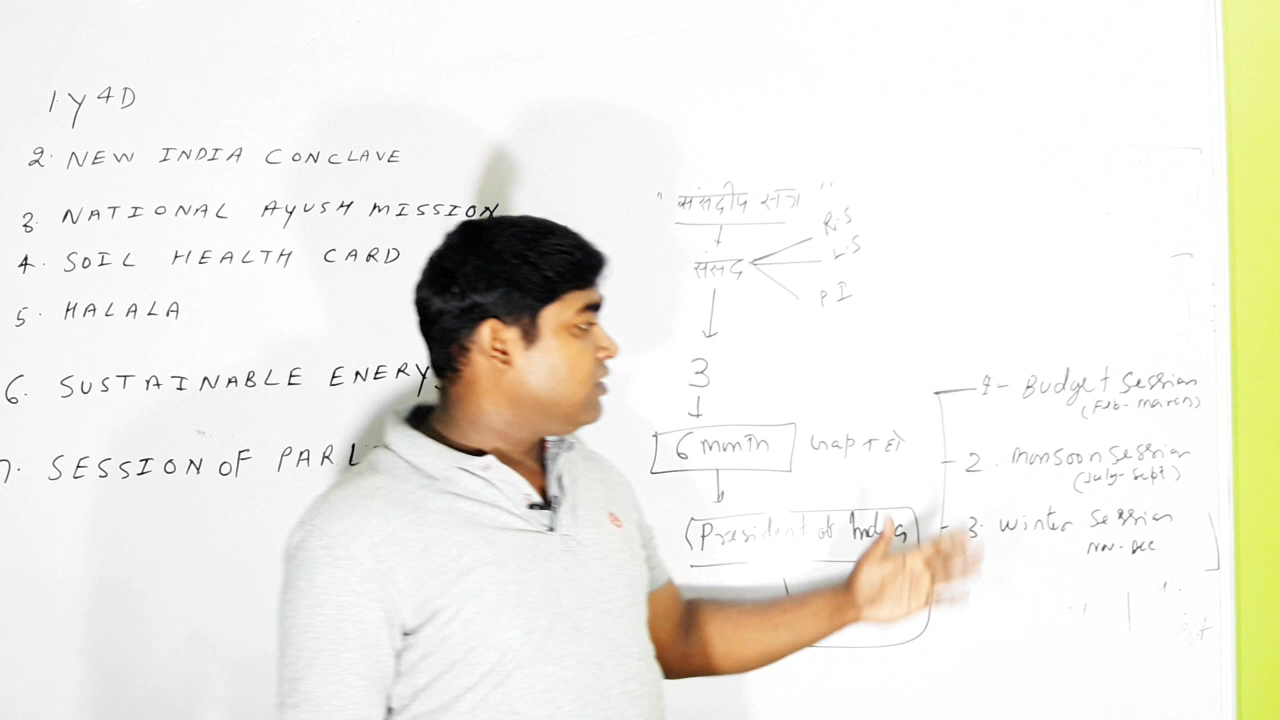 1. Y4D
2. NEW INDIA CONCLAVE
3. NATIONAL AYUSH MISSION
4. SOIL HEALTH CARD
5. HALALA
6. SUSTAINABLE ENERY
7. SESSION OF PARL
" संसदीय सत्र "
संसद
R.S
L.S
P I
3
6 month
Gap
President of India
1- Budget Session
(Feb-March)
2. monsoon session
(July-Sept)
3. winter session
Nov-Dec